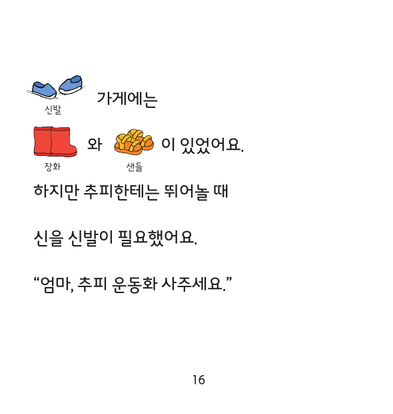 신발
가게에는
와 이 있었어요.
장화 샌들
하지만 추피한테는 뛰어놀 때
신을 신발이 필요했어요.
“엄마, 추피 운동화 사주세요.”
16